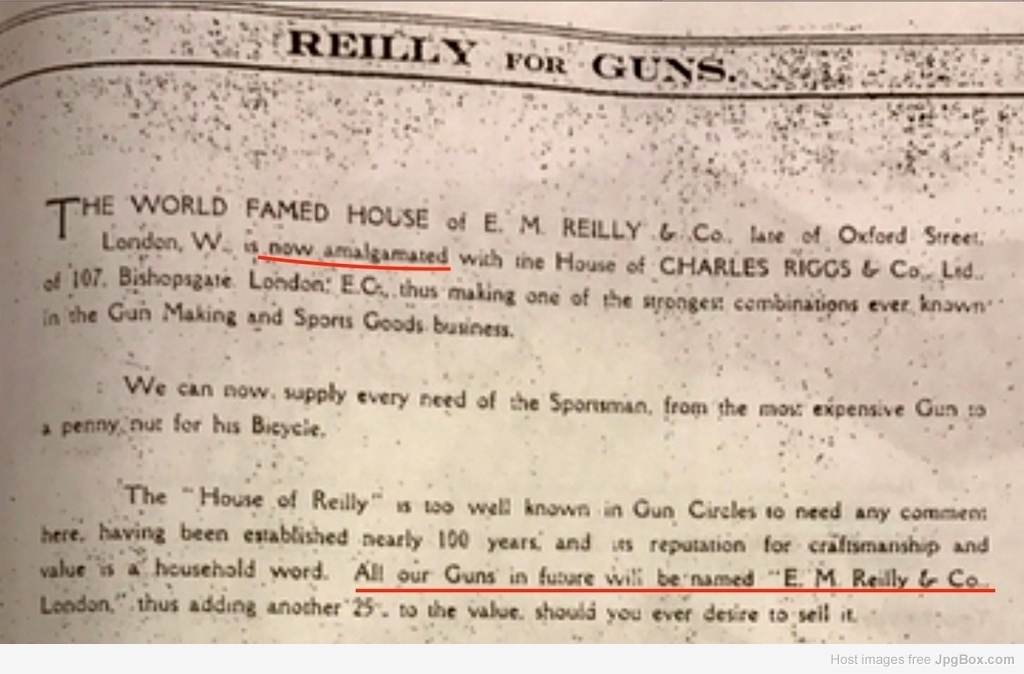 REILLY FOR GUNS.
THE WORLD FAMED HOUSE of E. M. REILLY & Co., late of Oxford Street,
London, W., is now amalgamated with the House of CHARLES RIGGS & Co., Ltd.,
of 107, Bishopsgate, London, E.C., thus making one of the strongest combinations ever known
in the Gun Making and Sports Goods business.
We can now supply every need of the Sportsman, from the most expensive Gun to
a penny nut for his Bicycle.
The "House of Reilly" is too well known in Gun Circles to need any comment
here, having been established nearly 100 years, and its reputation for craftsmanship and
value is a household word. All our Guns in future will be named "E. M. Reilly & Co.,
London," thus adding another 25%, to the value, should you ever desire to sell it.
Host images free JpgBox.com